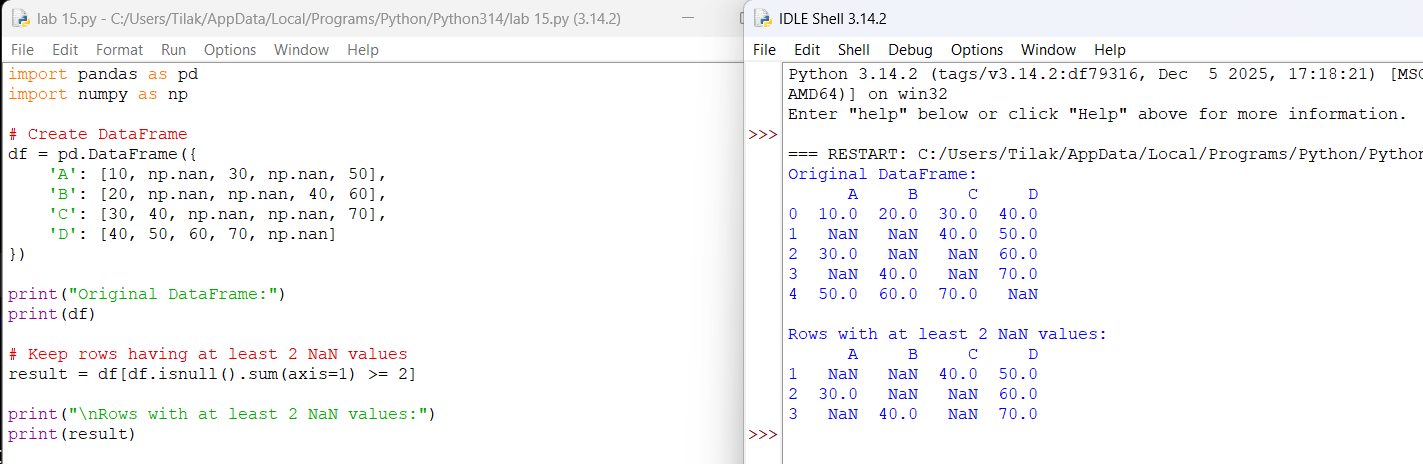 lab 15.py - C:/Users/Tilak/AppData/Local/Programs/Python/Python314/lab 15.py (3.14.2)
File Edit Format Run Options Window Help
import pandas as pd
import numpy as np

# Create DataFrame
df = pd.DataFrame({
    'A': [10, np.nan, 30, np.nan, 50],
    'B': [20, np.nan, np.nan, 40, 60],
    'C': [30, 40, np.nan, np.nan, 70],
    'D': [40, 50, 60, 70, np.nan]
})

print("Original DataFrame:")
print(df)

# Keep rows having at least 2 NaN values
result = df[df.isnull().sum(axis=1) >= 2]

print("\nRows with at least 2 NaN values:")
print(result)
IDLE Shell 3.14.2
File Edit Shell Debug Options Window Help
Python 3.14.2 (tags/v3.14.2:df79316, Dec  5 2025, 17:18:21) [MSC
AMD64)] on win32
Enter "help" below or click "Help" above for more information.
>>>
=== RESTART: C:/Users/Tilak/AppData/Local/Programs/Python/Python
Original DataFrame:
      A     B     C     D
0  10.0  20.0  30.0  40.0
1   NaN   NaN  40.0  50.0
2  30.0   NaN   NaN  60.0
3   NaN  40.0   NaN  70.0
4  50.0  60.0  70.0   NaN

Rows with at least 2 NaN values:
      A     B     C     D
1   NaN   NaN  40.0  50.0
2  30.0   NaN   NaN  60.0
3   NaN  40.0   NaN  70.0
>>>